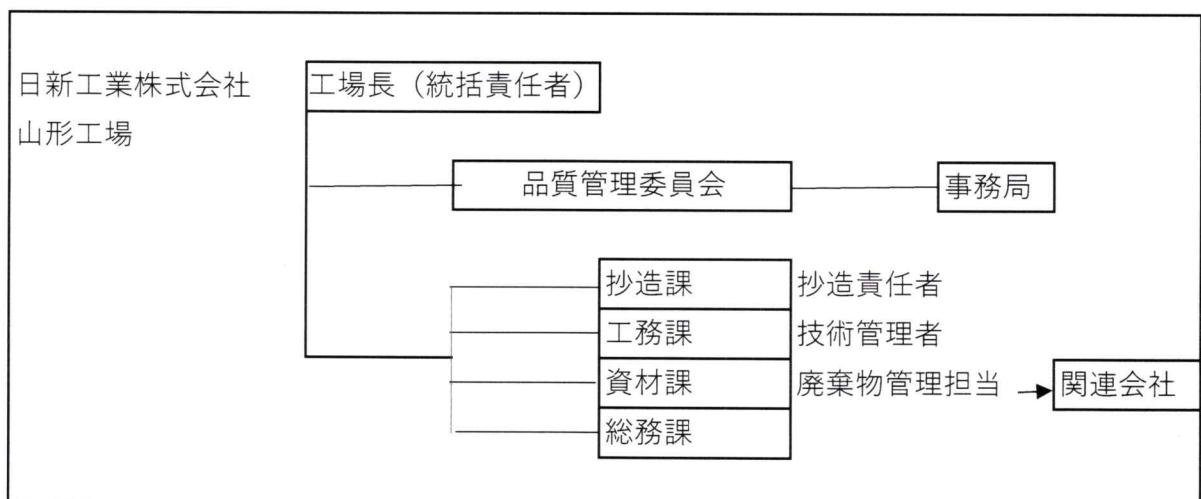 日新工業株式会社
工場長（統括責任者）
山形工場
品質管理委員会
事務局
抄造課
抄造責任者
工務課
技術管理者
資材課
廃棄物管理担当
関連会社
総務課